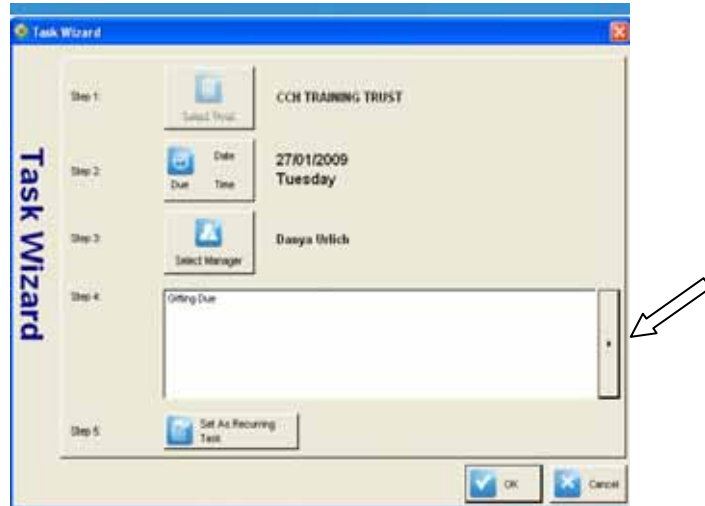 Task Wizard
Task Wizard
Step 1:
Select Trust
CCH TRAINING TRUST
Step 2:
Due Date Time
27/01/2009
Tuesday
Step 3:
Select Manager
Danya Urlich
Step 4:
Gifting Due
Step 5:
Set As Recurring
Task
OK
Cancel